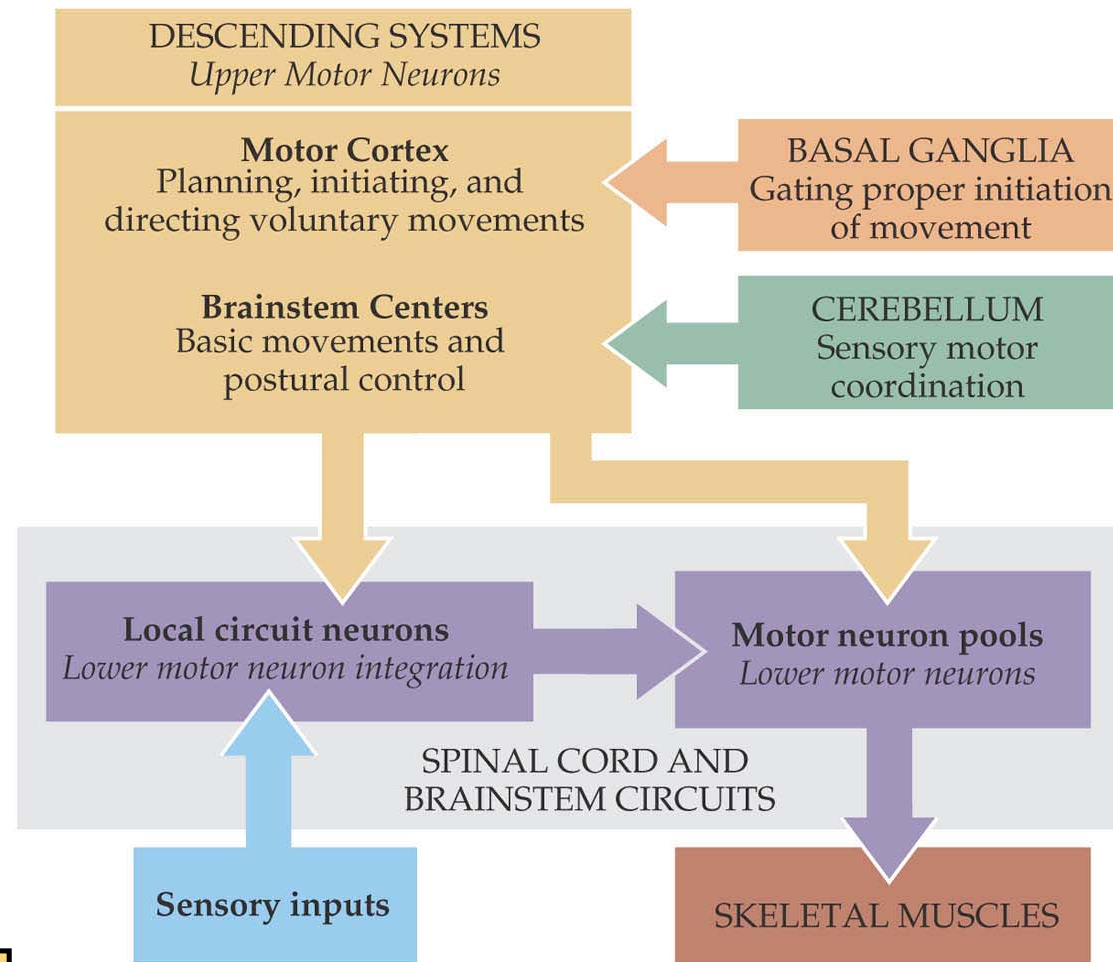 DESCENDING SYSTEMS
Upper Motor Neurons
Motor Cortex
Planning, initiating, and
directing voluntary movements
BASAL GANGLIA
Gating proper initiation
of movement
Brainstem Centers
Basic movements and
postural control
CEREBELLUM
Sensory motor
coordination
Local circuit neurons
Lower motor neuron integration
Motor neuron pools
Lower motor neurons
SPINAL CORD AND
BRAINSTEM CIRCUITS
Sensory inputs
SKELETAL MUSCLES